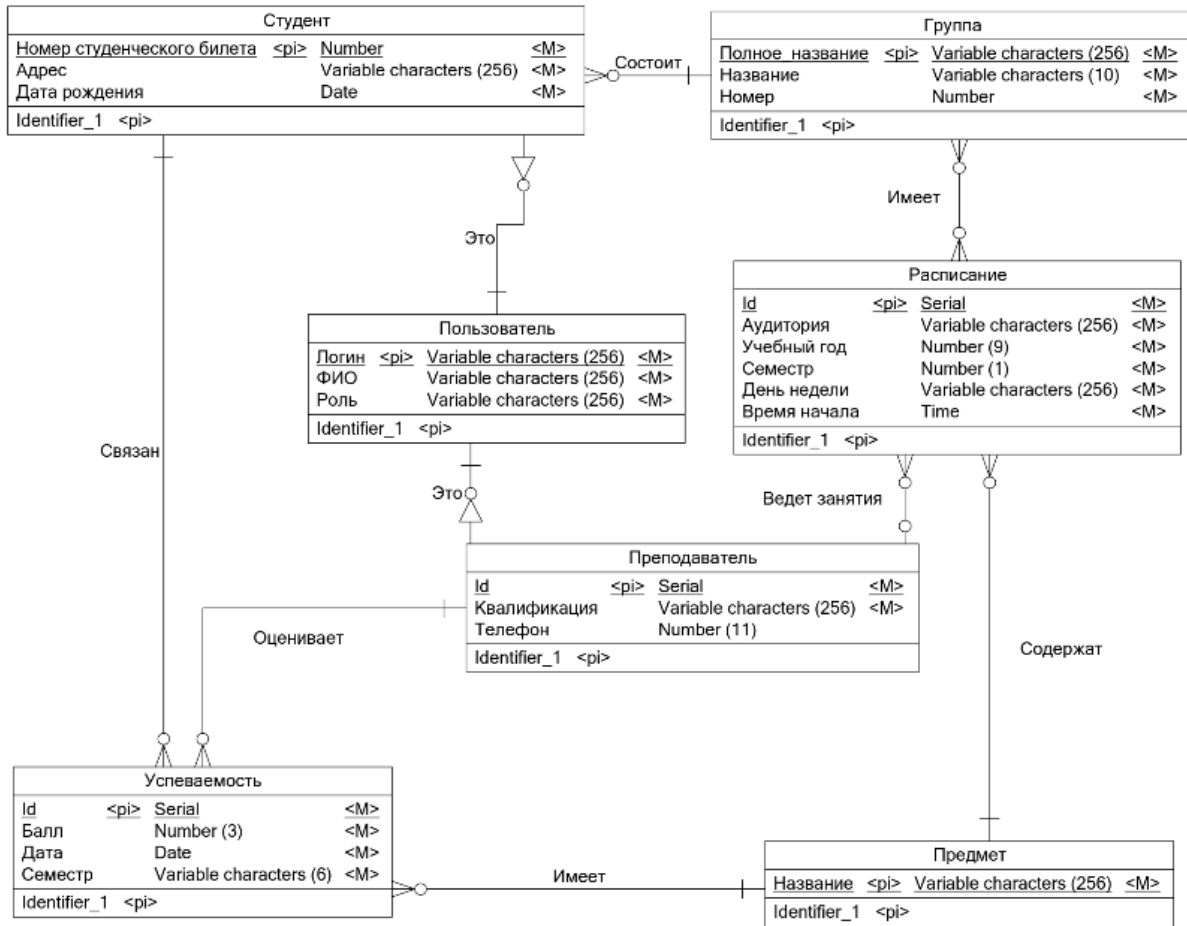 Студент
Номер студенческого билета <pi> Number <M>
Адрес Variable characters (256) <M>
Дата рождения Date <M>
Identifier_1 <pi>
Состоит
Группа
Полное_название <pi> Variable characters (256) <M>
Название Variable characters (10) <M>
Номер Number <M>
Identifier_1 <pi>
Имеет
Это
Расписание
Id <pi> Serial <M>
Аудитория Variable characters (256) <M>
Учебный год Number (9) <M>
Семестр Number (1) <M>
День недели Variable characters (256) <M>
Время начала Time <M>
Identifier_1 <pi>
Пользователь
Логин <pi> Variable characters (256) <M>
ФИО Variable characters (256) <M>
Роль Variable characters (256) <M>
Identifier_1 <pi>
Связан
Это
Ведет занятия
Преподаватель
Id <pi> Serial <M>
Квалификация Variable characters (256) <M>
Телефон Number (11)
Identifier_1 <pi>
Оценивает
Содержат
Успеваемость
Id <pi> Serial <M>
Балл Number (3) <M>
Дата Date <M>
Семестр Variable characters (6) <M>
Identifier_1 <pi>
Имеет
Предмет
Название <pi> Variable characters (256) <M>
Identifier_1 <pi>